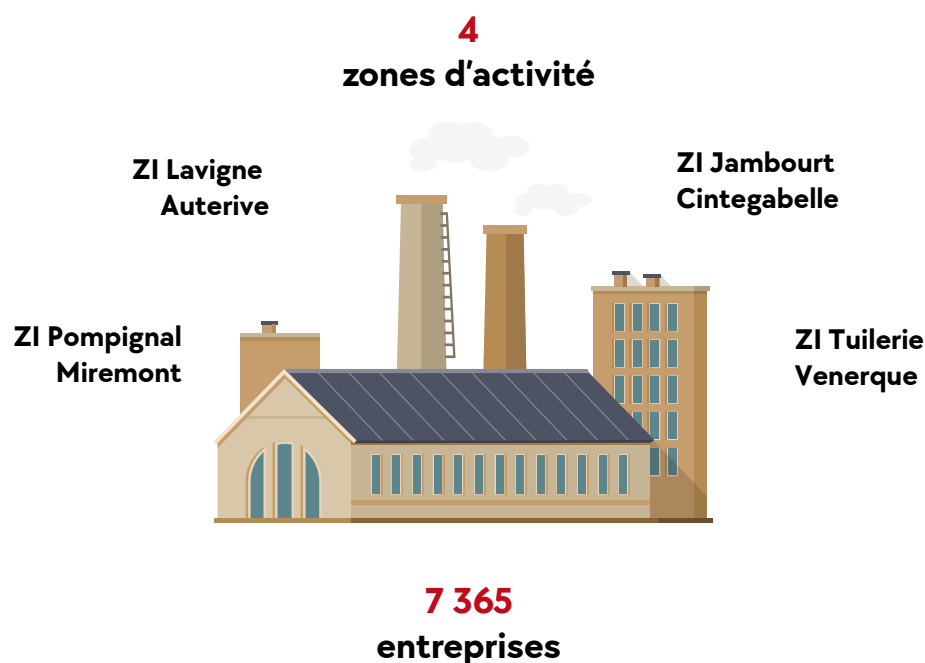 4
zones d'activité
ZI Lavigne
Auterive
ZI Jambourt
Cintegabelle
ZI Pompignal
Miremont
ZI Tuilerie
Venerque
7 365
entreprises